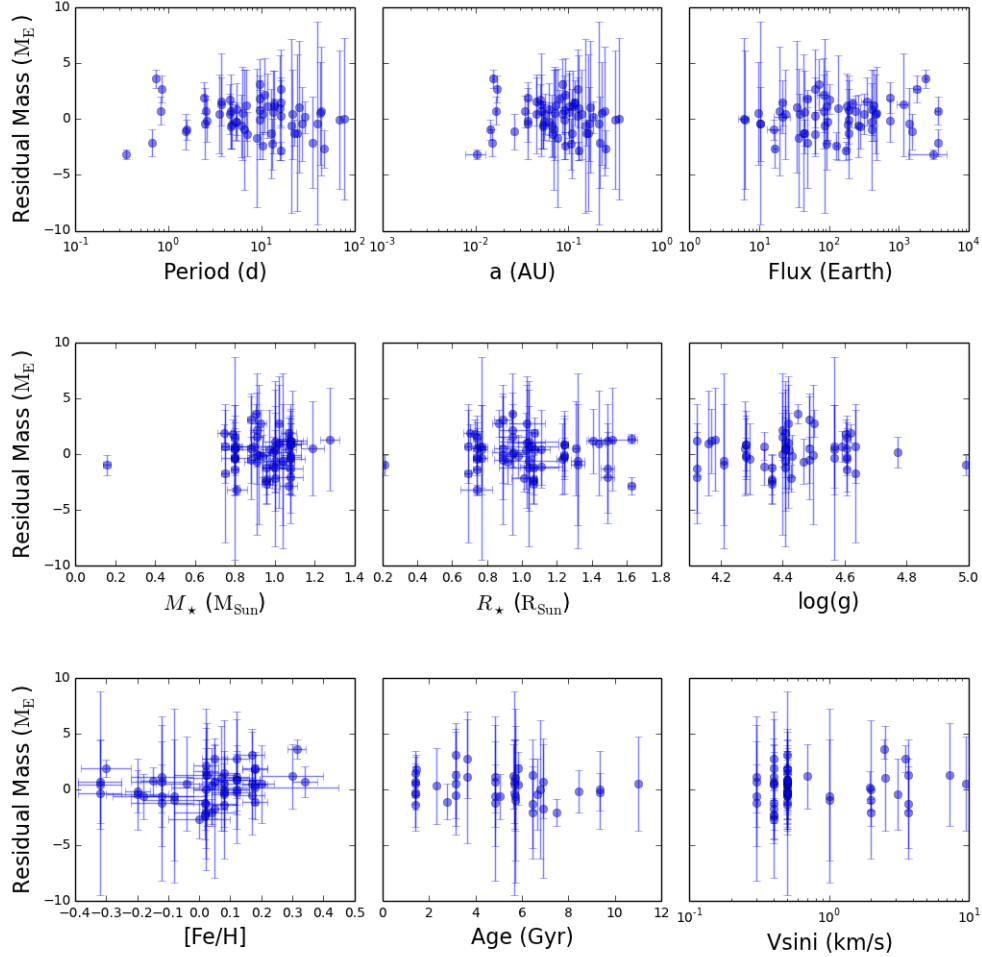 10
5
0
−5
−10
Residual Mass (M_E)
10^-1 10^0 10^1 10^2
Period (d)
10^-3 10^-2 10^-1 10^0
a (AU)
10^0 10^1 10^2 10^3 10^4
Flux (Earth)
10
5
0
−5
−10
Residual Mass (M_E)
0.0 0.2 0.4 0.6 0.8 1.0 1.2 1.4
M_★ (M_Sun)
0.2 0.4 0.6 0.8 1.0 1.2 1.4 1.6 1.8
R_★ (R_Sun)
4.2 4.4 4.6 4.8 5.0
log(g)
10
5
0
−5
−10
Residual Mass (M_E)
−0.4 −0.3 −0.2 −0.1 0.0 0.1 0.2 0.3 0.4 0.5
[Fe/H]
0 2 4 6 8 10 12
Age (Gyr)
10^-1 10^0 10^1
Vsini (km/s)